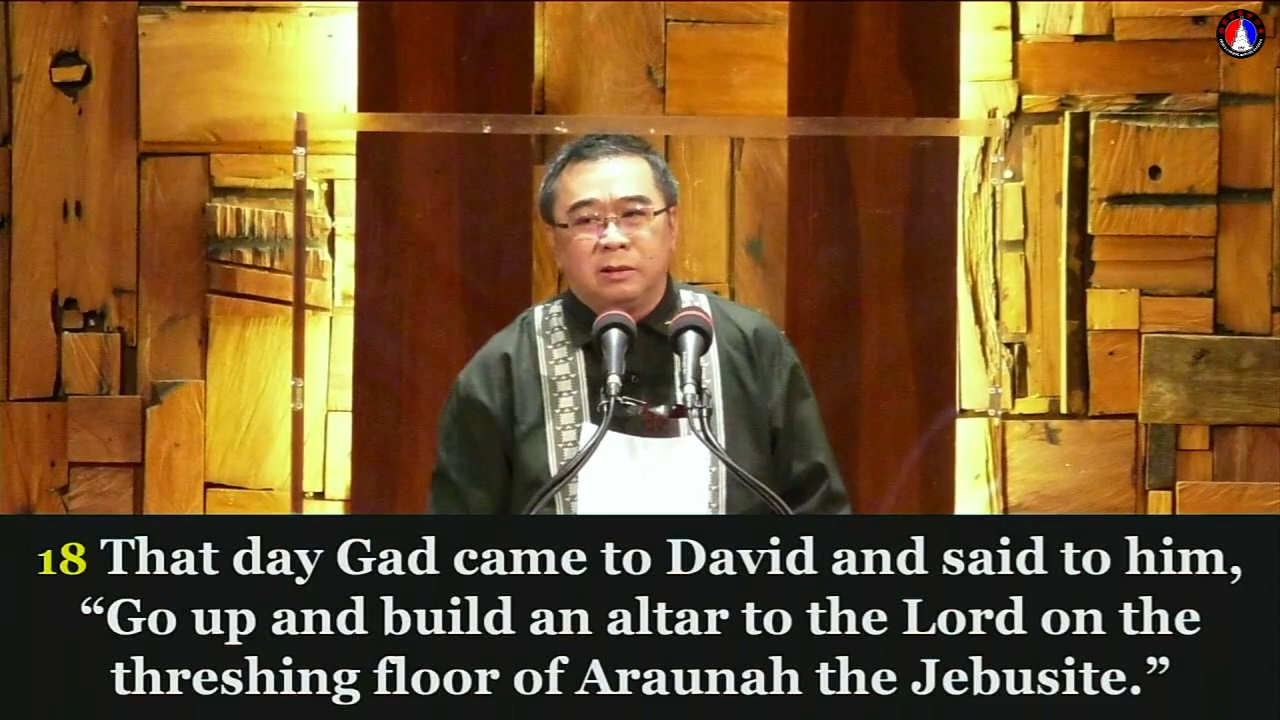 18 That day Gad came to David and said to him,
“Go up and build an altar to the Lord on the
threshing floor of Araunah the Jebusite.”